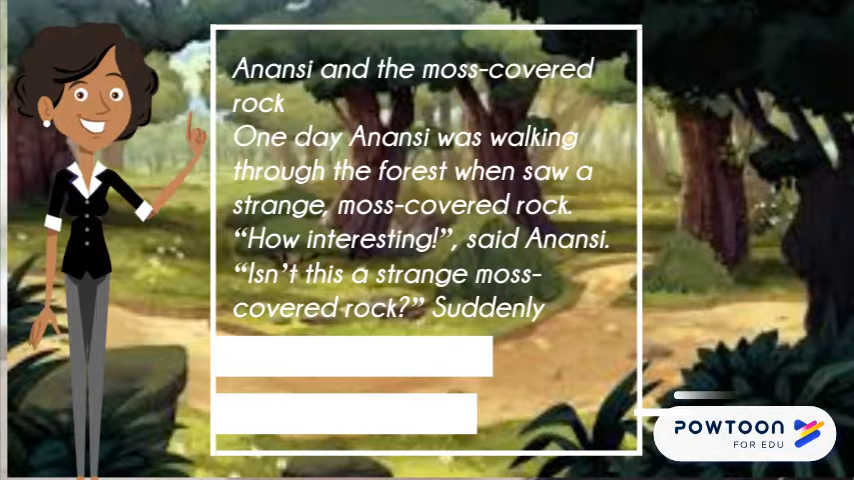 Anansi and the moss-covered
rock
One day Anansi was walking
through the forest when saw a
strange, moss-covered rock.
“How interesting!”, said Anansi.
“Isn’t this a strange moss-
covered rock?” Suddenly
POWTOON
FOR EDU